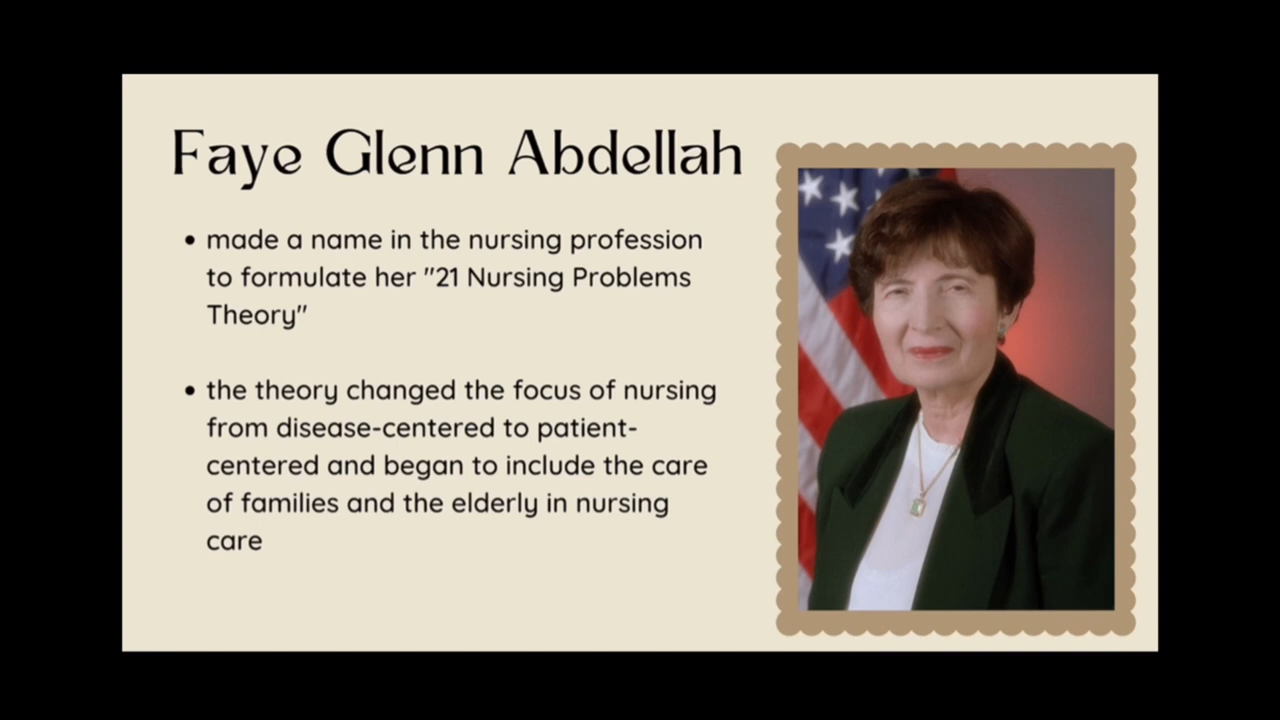 Faye Glenn Abdellah
• made a name in the nursing profession
to formulate her "21 Nursing Problems
Theory"
• the theory changed the focus of nursing
from disease-centered to patient-
centered and began to include the care
of families and the elderly in nursing
care